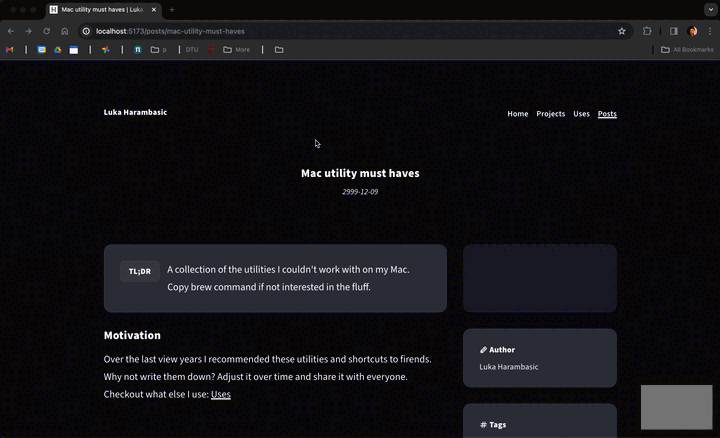 Mac utility must haves | Luka
localhost:5173/posts/mac-utility-must-haves
p
DTU
More
All Bookmarks
Luka Harambasic
Home Projects Uses Posts
Mac utility must haves
2999-12-09
TL;DR
A collection of the utilities I couldn't work with on my Mac.
Copy brew command if not interested in the fluff.
Motivation
Over the last view years I recommended these utilities and shortcuts to firends.
Why not write them down? Adjust it over time and share it with everyone.
Checkout what else I use: Uses
Author
Luka Harambasic
# Tags